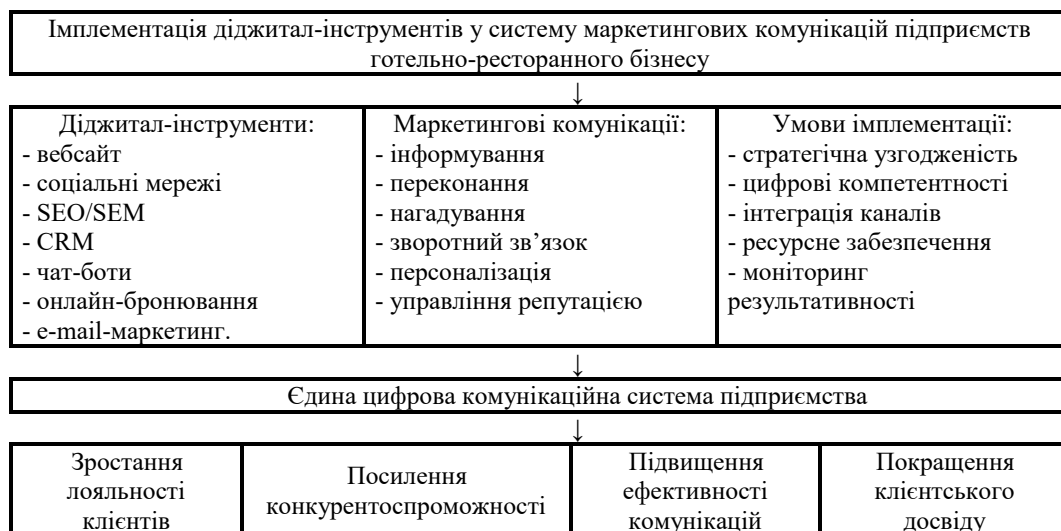 Імплементація діджитал-інструментів у систему маркетингових комунікацій підприємств
готельно-ресторанного бізнесу
↓
Діджитал-інструменти:
- вебсайт
- соціальні мережі
- SEO/SEM
- CRM
- чат-боти
- онлайн-бронювання
- e-mail-маркетинг.
Маркетингові комунікації:
- інформування
- переконання
- нагадування
- зворотний зв’язок
- персоналізація
- управління репутацією
Умови імплементації:
- стратегічна узгодженість
- цифрові компетентності
- інтеграція каналів
- ресурсне забезпечення
- моніторинг
результативності
↓
Єдина цифрова комунікаційна система підприємства
↓
Зростання
лояльності
клієнтів
Посилення
конкурентоспроможності
Підвищення
ефективності
комунікацій
Покращення
клієнтського
досвіду